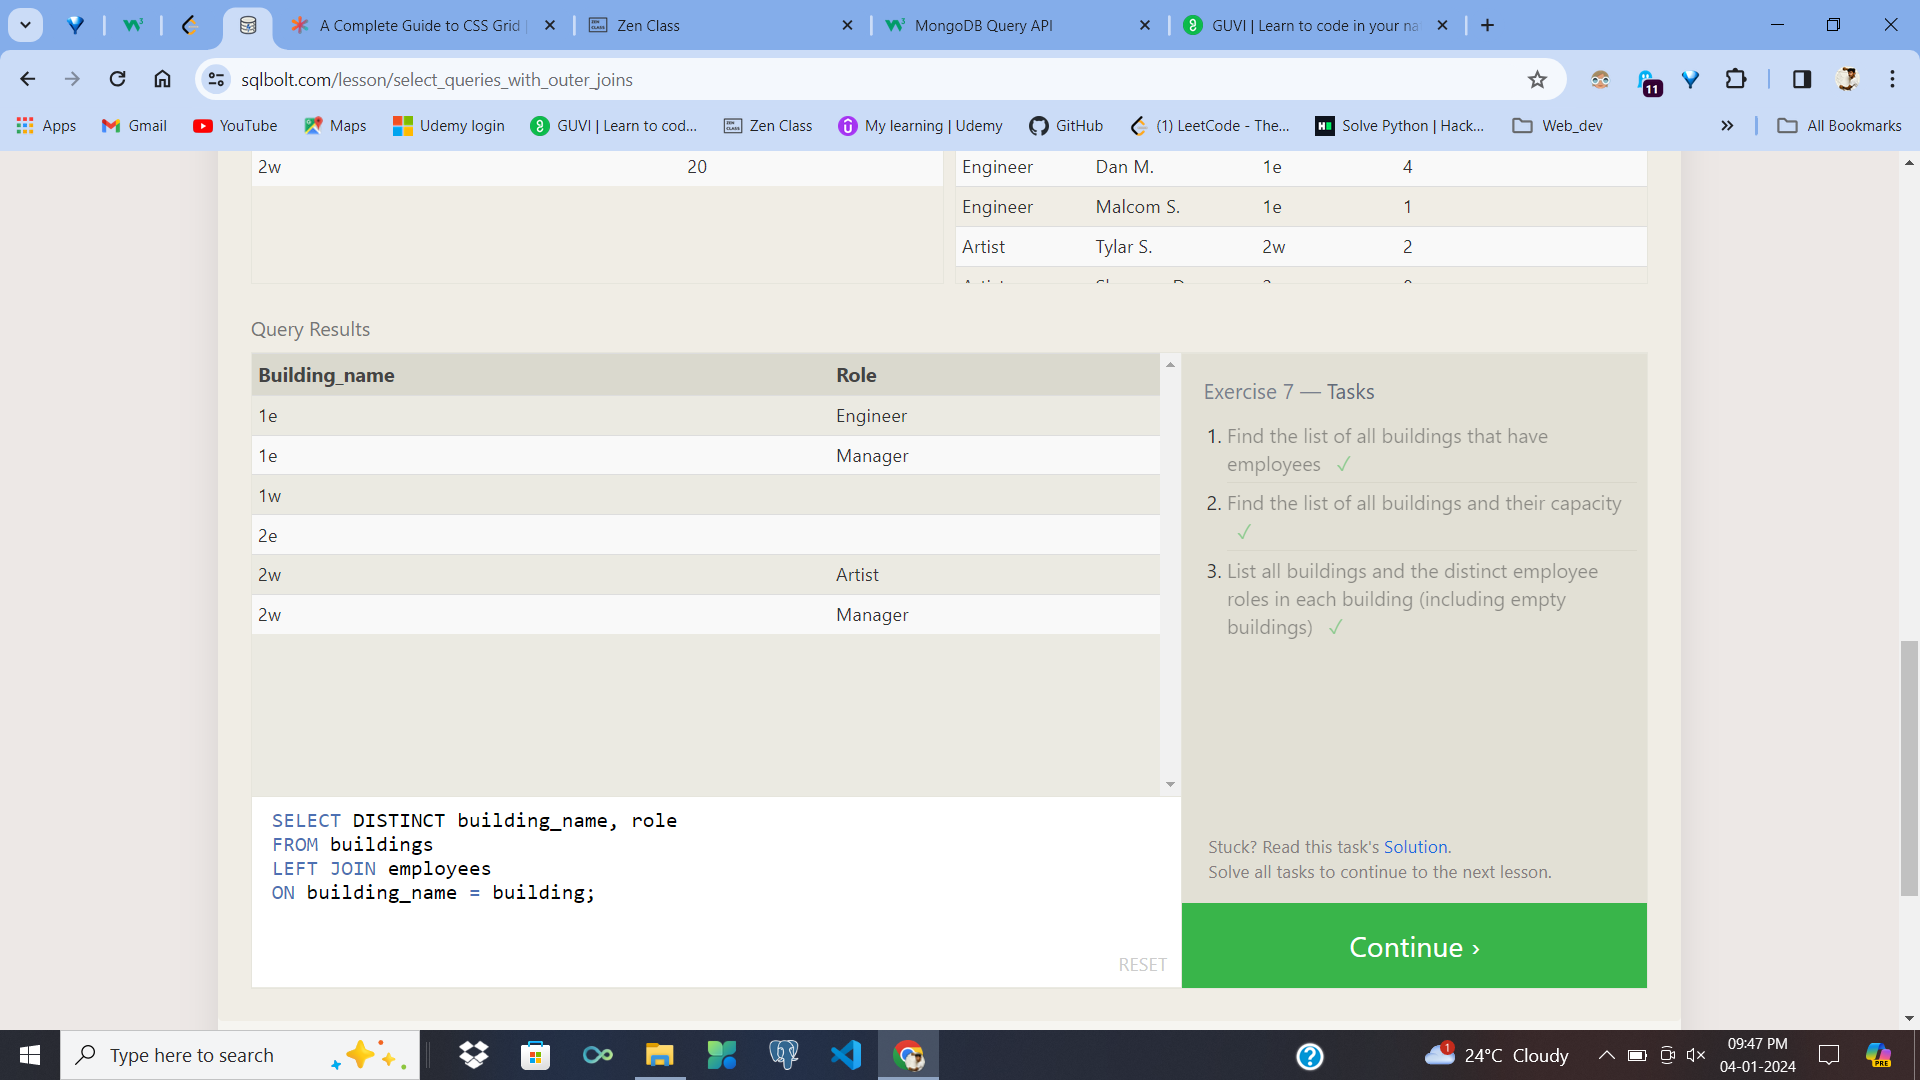 A Complete Guide to CSS Grid
Zen Class
MongoDB Query API
GUVI | Learn to code in your na
sqlbolt.com/lesson/select_queries_with_outer_joins
11
Apps
Gmail
YouTube
Maps
Udemy login
GUVI | Learn to cod...
Zen Class
My learning | Udemy
GitHub
(1) LeetCode - The...
Solve Python | Hack...
Web_dev
All Bookmarks
2w 20
Engineer Dan M. 1e 4
Engineer Malcom S. 1e 1
Artist Tylar S. 2w 2
Query Results
Building_name Role
1e Engineer
1e Manager
1w
2e
2w Artist
2w Manager
Exercise 7 — Tasks
1. Find the list of all buildings that have
employees ✓
2. Find the list of all buildings and their capacity
✓
3. List all buildings and the distinct employee
roles in each building (including empty
buildings) ✓
SELECT DISTINCT building_name, role
FROM buildings
LEFT JOIN employees
ON building_name = building;
RESET
Stuck? Read this task's Solution.
Solve all tasks to continue to the next lesson.
Continue ›
Type here to search
1
24°C Cloudy
09:47 PM
04-01-2024
PRE